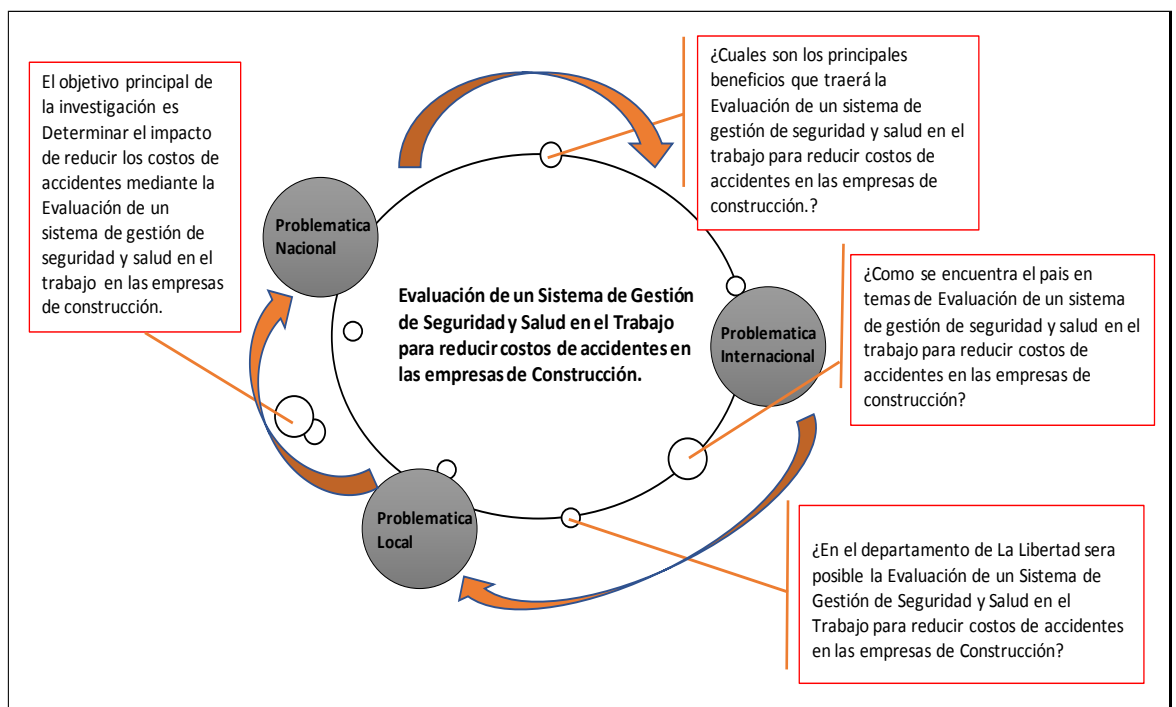 El objetivo principal de
la investigación es
Determinar el impacto
de reducir los costos de
accidentes mediante la
Evaluación de un
sistema de gestión de
seguridad y salud en el
trabajo en las empresas
de construcción.
¿Cuales son los principales
beneficios que traerá la
Evaluación de un sistema de
gestión de seguridad y salud en el
trabajo para reducir costos de
accidentes en las empresas de
construcción.?
Problematica
Nacional
Evaluación de un Sistema de Gestión
de Seguridad y Salud en el Trabajo
para reducir costos de accidentes en
las empresas de Construcción.
Problematica
Internacional
¿Como se encuentra el pais en
temas de Evaluación de un sistema
de gestión de seguridad y salud en el
trabajo para reducir costos de
accidentes en las empresas de
construcción?
Problematica
Local
¿En el departamento de La Libertad sera
posible la Evaluación de un Sistema de
Gestión de Seguridad y Salud en el
Trabajo para reducir costos de accidentes
en las empresas de Construcción?